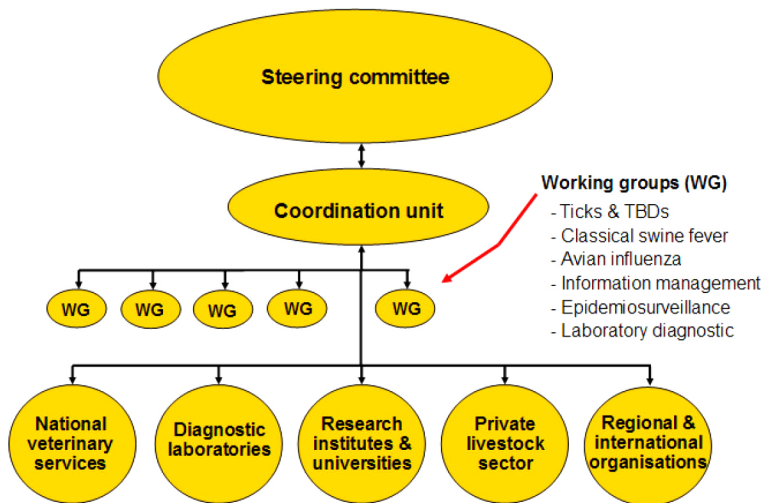 Steering committee
Coordination unit
Working groups (WG)
- Ticks & TBDs
- Classical swine fever
- Avian influenza
- Information management
- Epidemiosurveillance
- Laboratory diagnostic
WG
WG
WG
WG
WG
National
veterinary
services
Diagnostic
laboratories
Research
institutes &
universities
Private
livestock
sector
Regional &
international
organisations